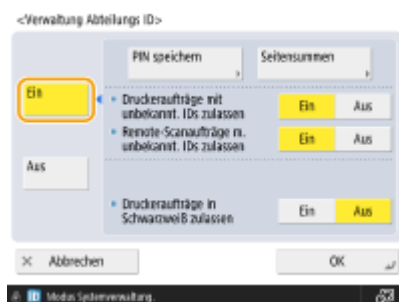 <Verwaltung Abteilungs ID>
PIN speichern
Seitensummen
Ein
Druckeraufträge mit
unbekannt. IDs zulassen
Ein
Aus
Remote-Scanaufträge m.
unbekannt. IDs zulassen
Ein
Aus
Aus
Druckeraufträge in
Schwarzweiß zulassen
Ein
Aus
Abbrechen
OK
ID
Modus Systemverwaltung.